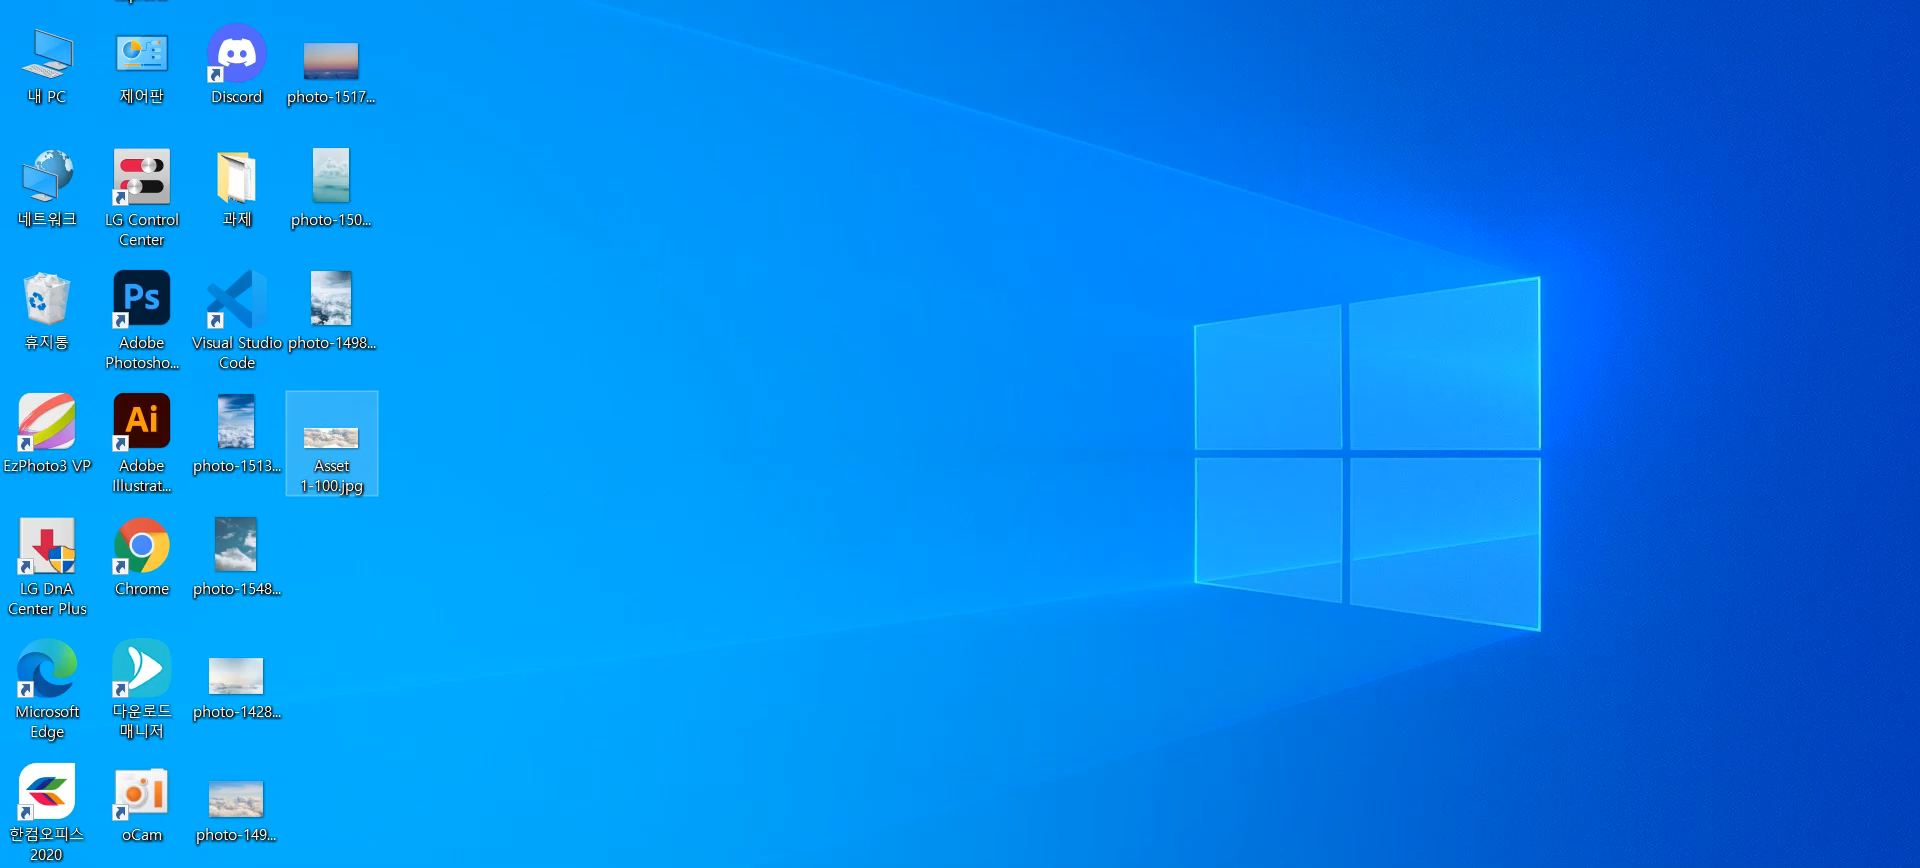 내 PC
제어판
Discord
photo-1517...
네트워크
LG Control
Center
과제
photo-150...
휴지통
Ps
Adobe
Photosho...
Visual Studio
Code
photo-1498...
EzPhoto3 VP
Ai
Adobe
Illustrat...
photo-1513...
Asset
1-100.jpg
LG DnA
Center Plus
Chrome
photo-1548...
Microsoft
Edge
다운로드
매니저
photo-1428...
한컴오피스
2020
oCam
photo-149...